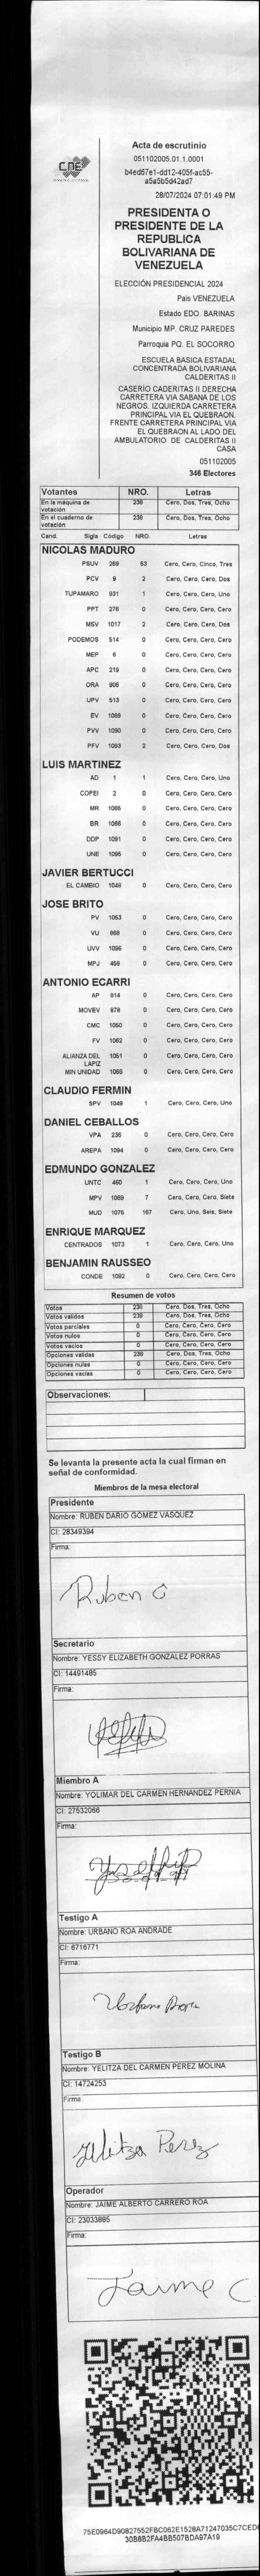 CNE
Acta de escrutinio
051102005.01.1.0001
b4ed67e1-dd12-405f-ac55-
a5a5b5d42ad7
28/07/2024 07:01:49 PM
PRESIDENTA O
PRESIDENTE DE LA
REPUBLICA
BOLIVARIANA DE
VENEZUELA
ELECCIÓN PRESIDENCIAL 2024
Pais VENEZUELA
Estado EDO. BARINAS
Municipio MP. CRUZ PAREDES
Parroquia PQ. EL SOCORRO
ESCUELA BASICA ESTADAL
CONCENTRADA BOLIVARIANA
CALDERITAS II
CASERÍO CADERITAS II DERECHA
CARRETERA VIA SABANA DE LOS
NEGROS. IZQUIERDA CARRETERA
PRINCIPAL VIA EL QUEBRAON.
FRENTE CARRETERA PRINCIPAL VIA
EL QUEBRAON AL LADO DEL
AMBULATORIO DE CALDERITAS II
CASA
051102005
346 Electores
Votantes NRO. Letras
En la máquina de votación 238 Cero, Dos, Tres, Ocho
En el cuaderno de votación 238 Cero, Dos, Tres, Ocho
Cand. Sigla Código NRO. Letras
NICOLAS MADURO
PSUV 269 53 Cero, Cero, Cinco, Tres
PCV 9 2 Cero, Cero, Cero, Dos
TUPAMARO 931 1 Cero, Cero, Cero, Uno
PPT 276 0 Cero, Cero, Cero, Cero
MSV 1017 2 Cero, Cero, Cero, Dos
PODEMOS 514 0 Cero, Cero, Cero, Cero
MEP 6 0 Cero, Cero, Cero, Cero
APC 219 0 Cero, Cero, Cero, Cero
ORA 906 0 Cero, Cero, Cero, Cero
UPV 513 0 Cero, Cero, Cero, Cero
EV 1089 0 Cero, Cero, Cero, Cero
PVV 1090 0 Cero, Cero, Cero, Cero
PFV 1093 2 Cero, Cero, Cero, Dos
LUIS MARTINEZ
AD 1 1 Cero, Cero, Cero, Uno
COPEI 2 0 Cero, Cero, Cero, Cero
MR 1065 0 Cero, Cero, Cero, Cero
BR 1066 0 Cero, Cero, Cero, Cero
DDP 1091 0 Cero, Cero, Cero, Cero
UNE 1095 0 Cero, Cero, Cero, Cero
JAVIER BERTUCCI
EL CAMBIO 1048 0 Cero, Cero, Cero, Cero
JOSE BRITO
PV 1053 0 Cero, Cero, Cero, Cero
VU 868 0 Cero, Cero, Cero, Cero
UVV 1096 0 Cero, Cero, Cero, Cero
MPJ 459 0 Cero, Cero, Cero, Cero
ANTONIO ECARRI
AP 814 0 Cero, Cero, Cero, Cero
MOVEV 878 0 Cero, Cero, Cero, Cero
CMC 1050 0 Cero, Cero, Cero, Cero
FV 1062 0 Cero, Cero, Cero, Cero
ALIANZA DEL LAPIZ 1051 0 Cero, Cero, Cero, Cero
MIN UNIDAD 1068 0 Cero, Cero, Cero, Cero
CLAUDIO FERMIN
SPV 1049 1 Cero, Cero, Cero, Uno
DANIEL CEBALLOS
VPA 236 0 Cero, Cero, Cero, Cero
AREPA 1094 0 Cero, Cero, Cero, Cero
EDMUNDO GONZALEZ
UNTC 460 1 Cero, Cero, Cero, Uno
MPV 1069 7 Cero, Cero, Cero, Siete
MUD 1076 167 Cero, Uno, Seis, Siete
ENRIQUE MARQUEZ
CENTRADOS 1073 1 Cero, Cero, Cero, Uno
BENJAMIN RAUSSEO
CONDE 1092 0 Cero, Cero, Cero, Cero
Resumen de votos
Votos 238 Cero, Dos, Tres, Ocho
Votos validos 238 Cero, Dos, Tres, Ocho
Votos parciales 0 Cero, Cero, Cero, Cero
Votos nulos 0 Cero, Cero, Cero, Cero
Votos vacios 0 Cero, Cero, Cero, Cero
Opciones validas 238 Cero, Dos, Tres, Ocho
Opciones nulas 0 Cero, Cero, Cero, Cero
Opciones vacias 0 Cero, Cero, Cero, Cero
Observaciones:
Se levanta la presente acta la cual firman en
señal de conformidad.
Miembros de la mesa electoral
Presidente
Nombre: RUBEN DARIO GOMEZ VASQUEZ
CI: 28349394
Firma:
Ruben G
Secretario
Nombre: YESSY ELIZABETH GONZALEZ PORRAS
CI: 14491485
Firma:
Miembro A
Nombre: YOLIMAR DEL CARMEN HERNANDEZ PERNIA
CI: 27532066
Firma:
Testigo A
Nombre: URBANO ROA ANDRADE
CI: 6716771
Firma:
Urbano Roa
Testigo B
Nombre: YELITZA DEL CARMEN PEREZ MOLINA
CI: 14724253
Firma:
Yelitza Perez
Operador
Nombre: JAIME ALBERTO CARRERO ROA
CI: 23033885
Firma:
Jaime C
75E0964D90827552FBC062E1528A71247035C7CED
30B8B2FA4BB507BDA97A19